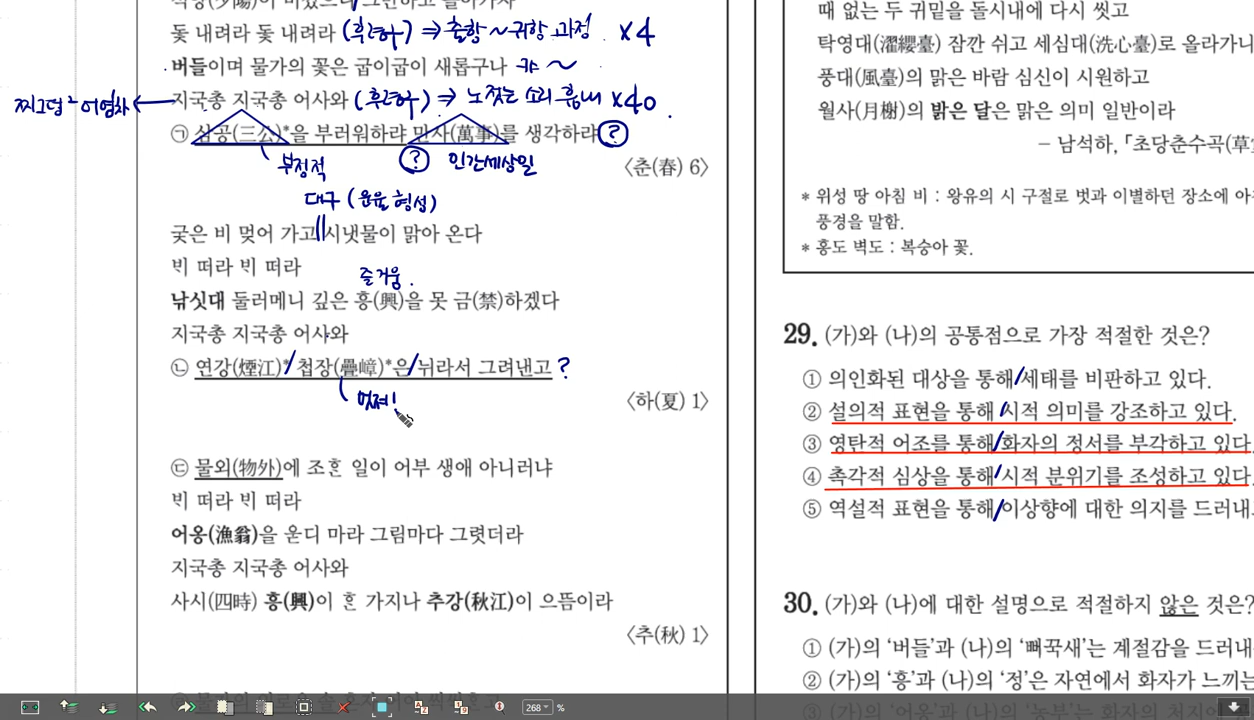 돛 내려라 돛 내려라 (후렴구) ⇒ 출항 ~ 귀항 과정 ×4
버들이며 물가의 꽃은 굽이굽이 새롭구나
찌그덩 어영차
지국총 지국총 어사와 (후렴구) ⇒ 노 젓는 소리 흉내 ×40
㉠ 삼공(三公)*을 부러워하랴 만사(萬事)를 생각하랴 ?
부정적 ? 인간세상일
〈춘(春) 6〉
대구 (운율 형성)
궂은 비 멎어 가고 시냇물이 맑아 온다
빅 떠라 빅 떠라
즐거움.
낚싯대 둘러메니 깊은 흥(興)을 못 금(禁)하겠다
지국총 지국총 어사와
㉡ 연강(煙江)* 첩장(疊嶂)*은 뉘라서 그려낸고 ?
〈하(夏) 1〉
㉢ 물외(物外)에 조흔 일이 어부 생애 아니러냐
빅 떠라 빅 떠라
어옹(漁翁)을 욷디 마라 그림마다 그렷더라
지국총 지국총 어사와
사시(四時) 흥(興)이 흔 가지나 추강(秋江)이 으뜸이라
〈추(秋) 1〉
때 없는 두 귀밑을 돌시내에 다시 씻고
탁영대(濯纓臺) 잠깐 쉬고 세심대(洗心臺)로 올라가니
풍대(風臺)의 맑은 바람 심신이 시원하고
월사(月榭)의 밝은 달은 맑은 의미 일반이라
- 남석하, 「초당춘수곡(草
* 위성 땅 아침 비 : 왕유의 시 구절로 벗과 이별하던 장소에 아
풍경을 말함.
* 홍도 벽도 : 복숭아 꽃.
29. (가)와 (나)의 공통점으로 가장 적절한 것은?
① 의인화된 대상을 통해 세태를 비판하고 있다.
② 설의적 표현을 통해 시적 의미를 강조하고 있다.
③ 영탄적 어조를 통해 화자의 정서를 부각하고 있다
④ 촉각적 심상을 통해 시적 분위기를 조성하고 있다
⑤ 역설적 표현을 통해 이상향에 대한 의지를 드러내
30. (가)와 (나)에 대한 설명으로 적절하지 않은 것은?
① (가)의 ‘버들’과 (나)의 ‘뻐꾹새’는 계절감을 드러내
② (가)의 ‘흥’과 (나)의 ‘정’은 자연에서 화자가 느끼는
268 %